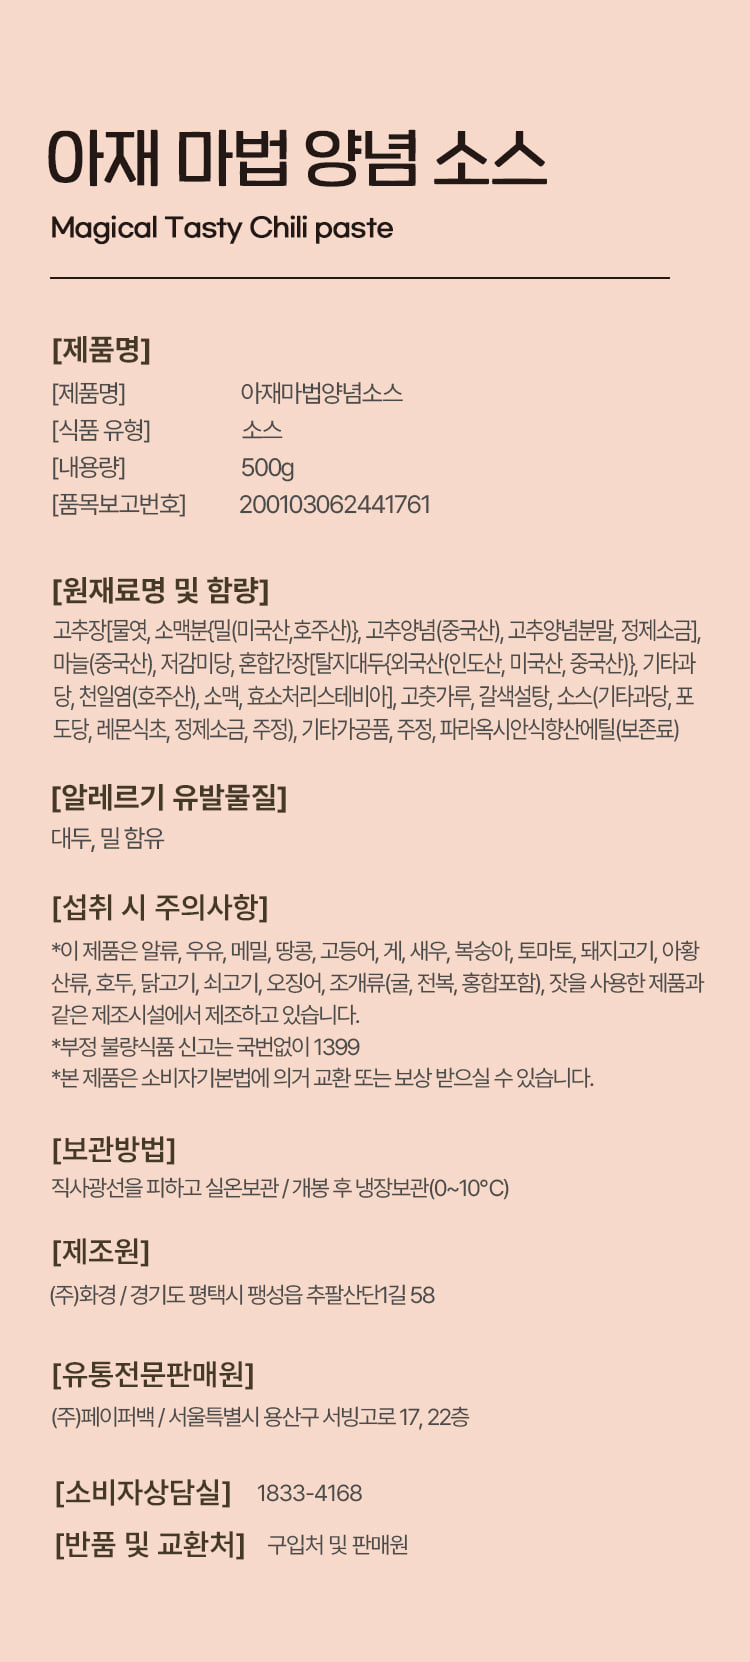 아재 마법 양념 소스
Magical Tasty Chili paste
[제품명]
[제품명] 아재마법양념소스
[식품 유형] 소스
[내용량] 500g
[품목보고번호] 200103062441761
[원재료명 및 함량]
고추장[물엿, 소맥분{밀(미국산,호주산)}, 고추양념(중국산), 고추양념분말, 정제소금],
마늘(중국산), 저감미당, 혼합간장[탈지대두{외국산(인도산, 미국산, 중국산)}, 기타과
당, 천일염(호주산), 소맥, 효소처리스테비아], 고춧가루, 갈색설탕, 소스(기타과당, 포
도당, 레몬식초, 정제소금, 주정), 기타가공품, 주정, 파라옥시안식향산에틸(보존료)
[알레르기 유발물질]
대두, 밀 함유
[섭취 시 주의사항]
*이 제품은 알류, 우유, 메밀, 땅콩, 고등어, 게, 새우, 복숭아, 토마토, 돼지고기, 아황
산류, 호두, 닭고기, 쇠고기, 오징어, 조개류(굴, 전복, 홍합포함), 잣을 사용한 제품과
같은 제조시설에서 제조하고 있습니다.
*부정 불량식품 신고는 국번없이 1399
*본 제품은 소비자기본법에 의거 교환 또는 보상 받으실 수 있습니다.
[보관방법]
직사광선을 피하고 실온보관 / 개봉 후 냉장보관(0~10°C)
[제조원]
(주)화경 / 경기도 평택시 팽성읍 추팔산단1길 58
[유통전문판매원]
(주)페이퍼백 / 서울특별시 용산구 서빙고로 17, 22층
[소비자상담실] 1833-4168
[반품 및 교환처] 구입처 및 판매원